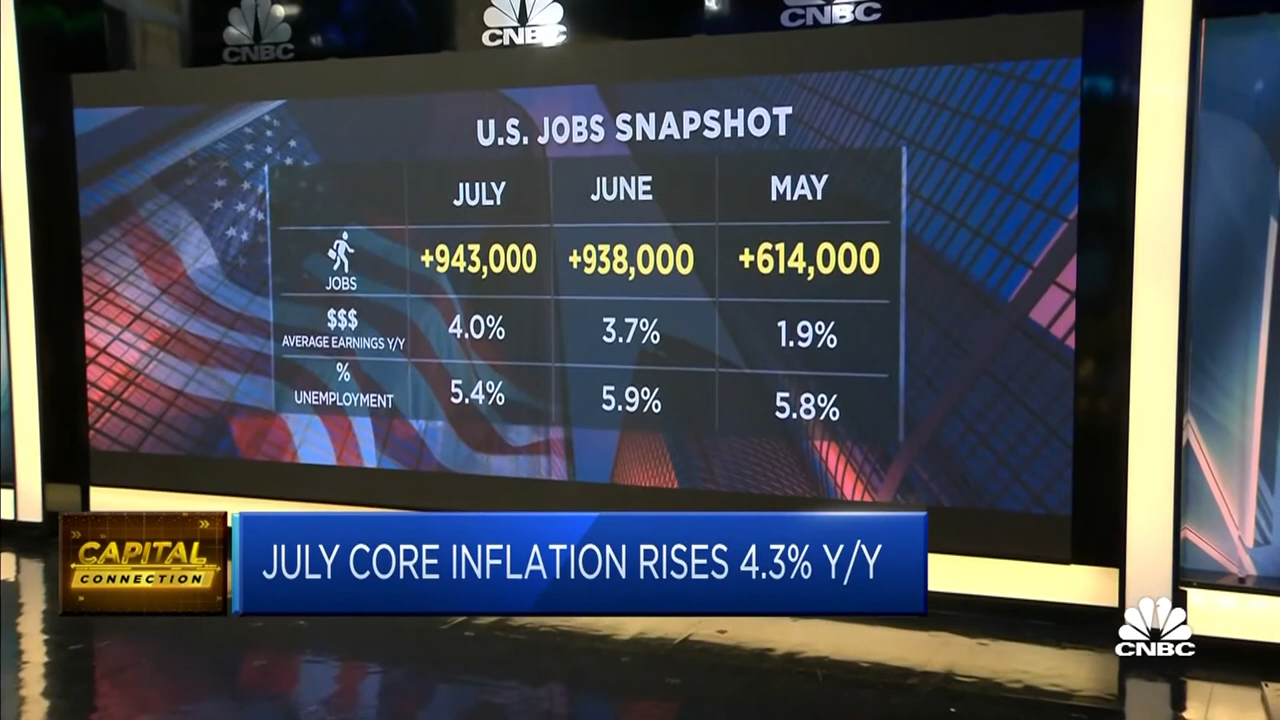 CNBC
CNBC
CNBC
U.S. JOBS SNAPSHOT
JULY JUNE MAY
JOBS +943,000 +938,000 +614,000
$$$
AVERAGE EARNINGS Y/Y 4.0% 3.7% 1.9%
%
UNEMPLOYMENT 5.4% 5.9% 5.8%
CAPITAL
CONNECTION
JULY CORE INFLATION RISES 4.3% Y/Y
CNBC